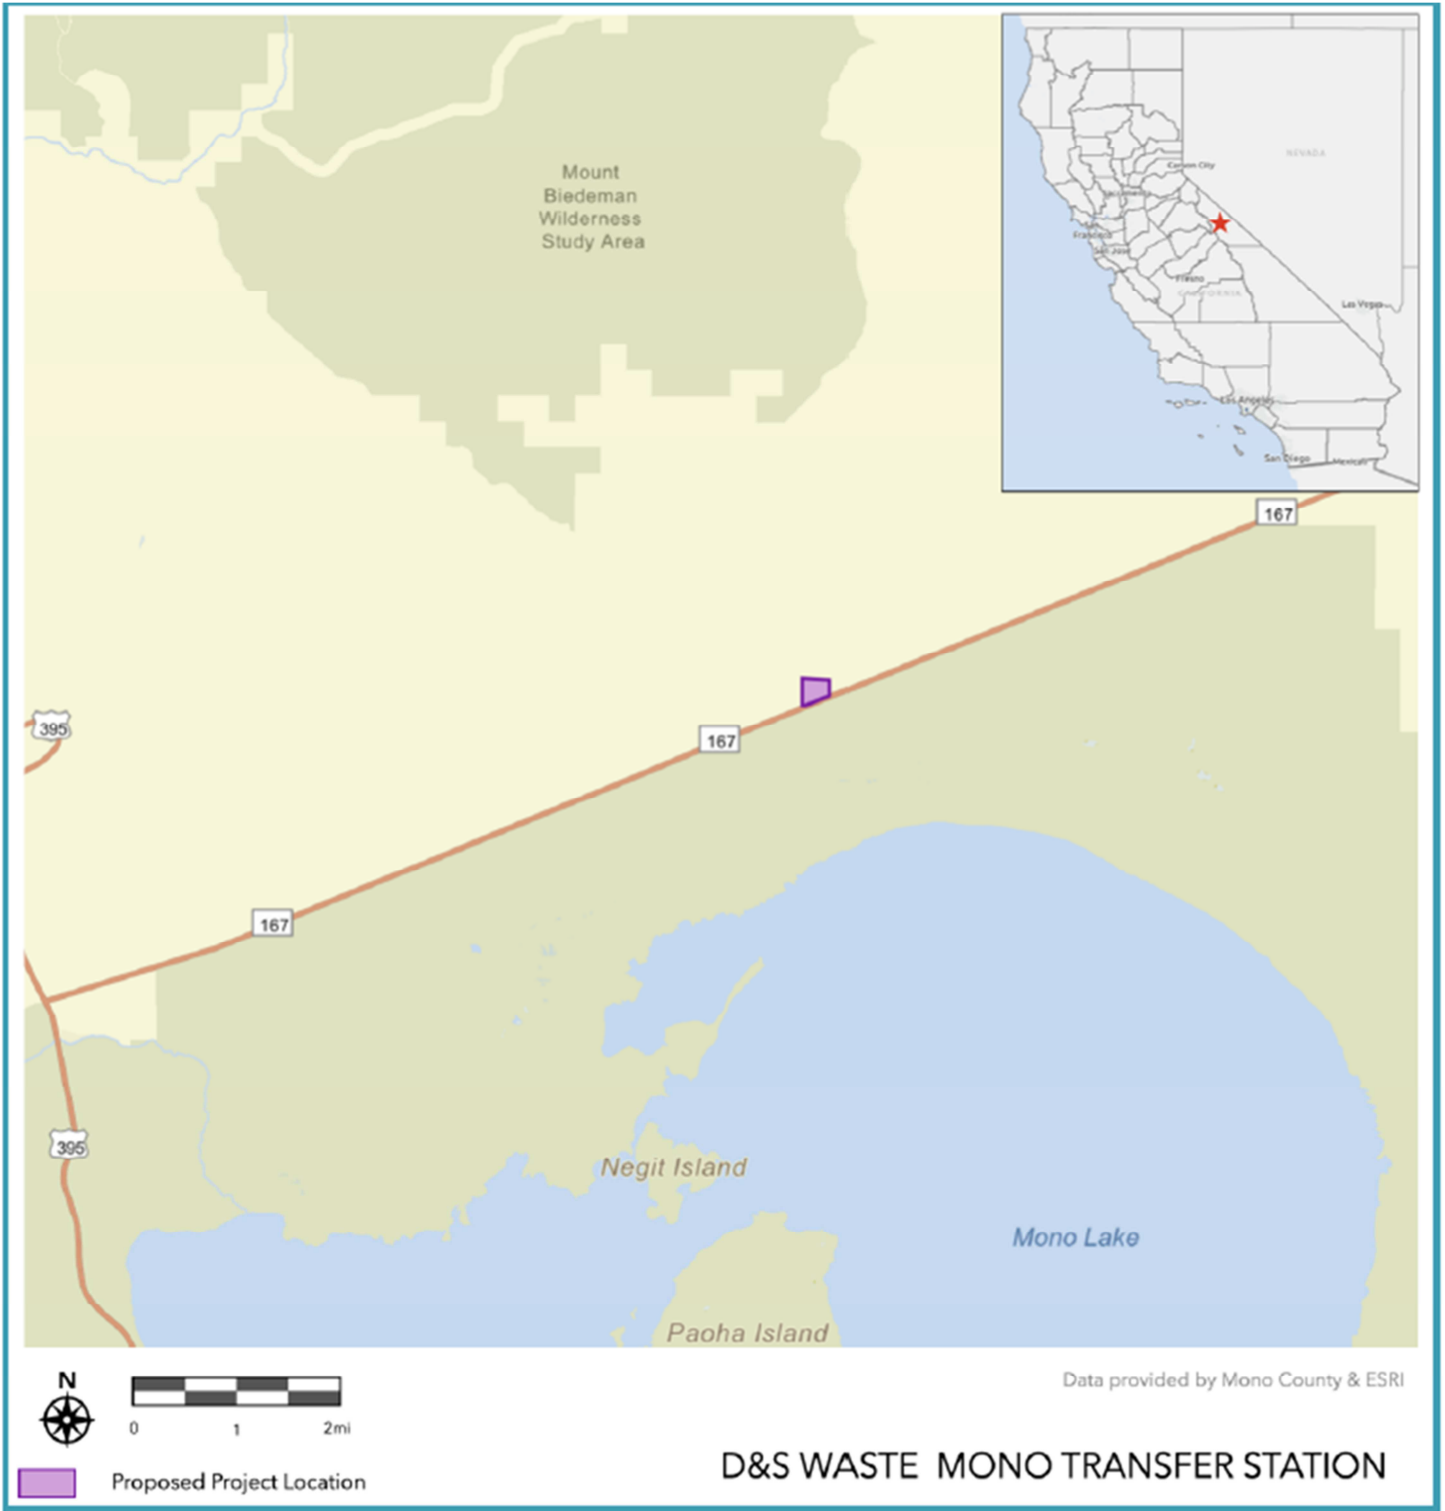 Mount
Biedeman
Wilderness
Study Area
NEVADA
Carson City
Sacramento
San
Francisco
San Jose
Fresno
CALIFORNIA
Las Vegas
Los Angeles
San Diego
Mexicali
167
395
167
167
395
Negit Island
Mono Lake
Paoha Island
N
0 1 2mi
Data provided by Mono County & ESRI
D&S WASTE MONO TRANSFER STATION
Proposed Project Location